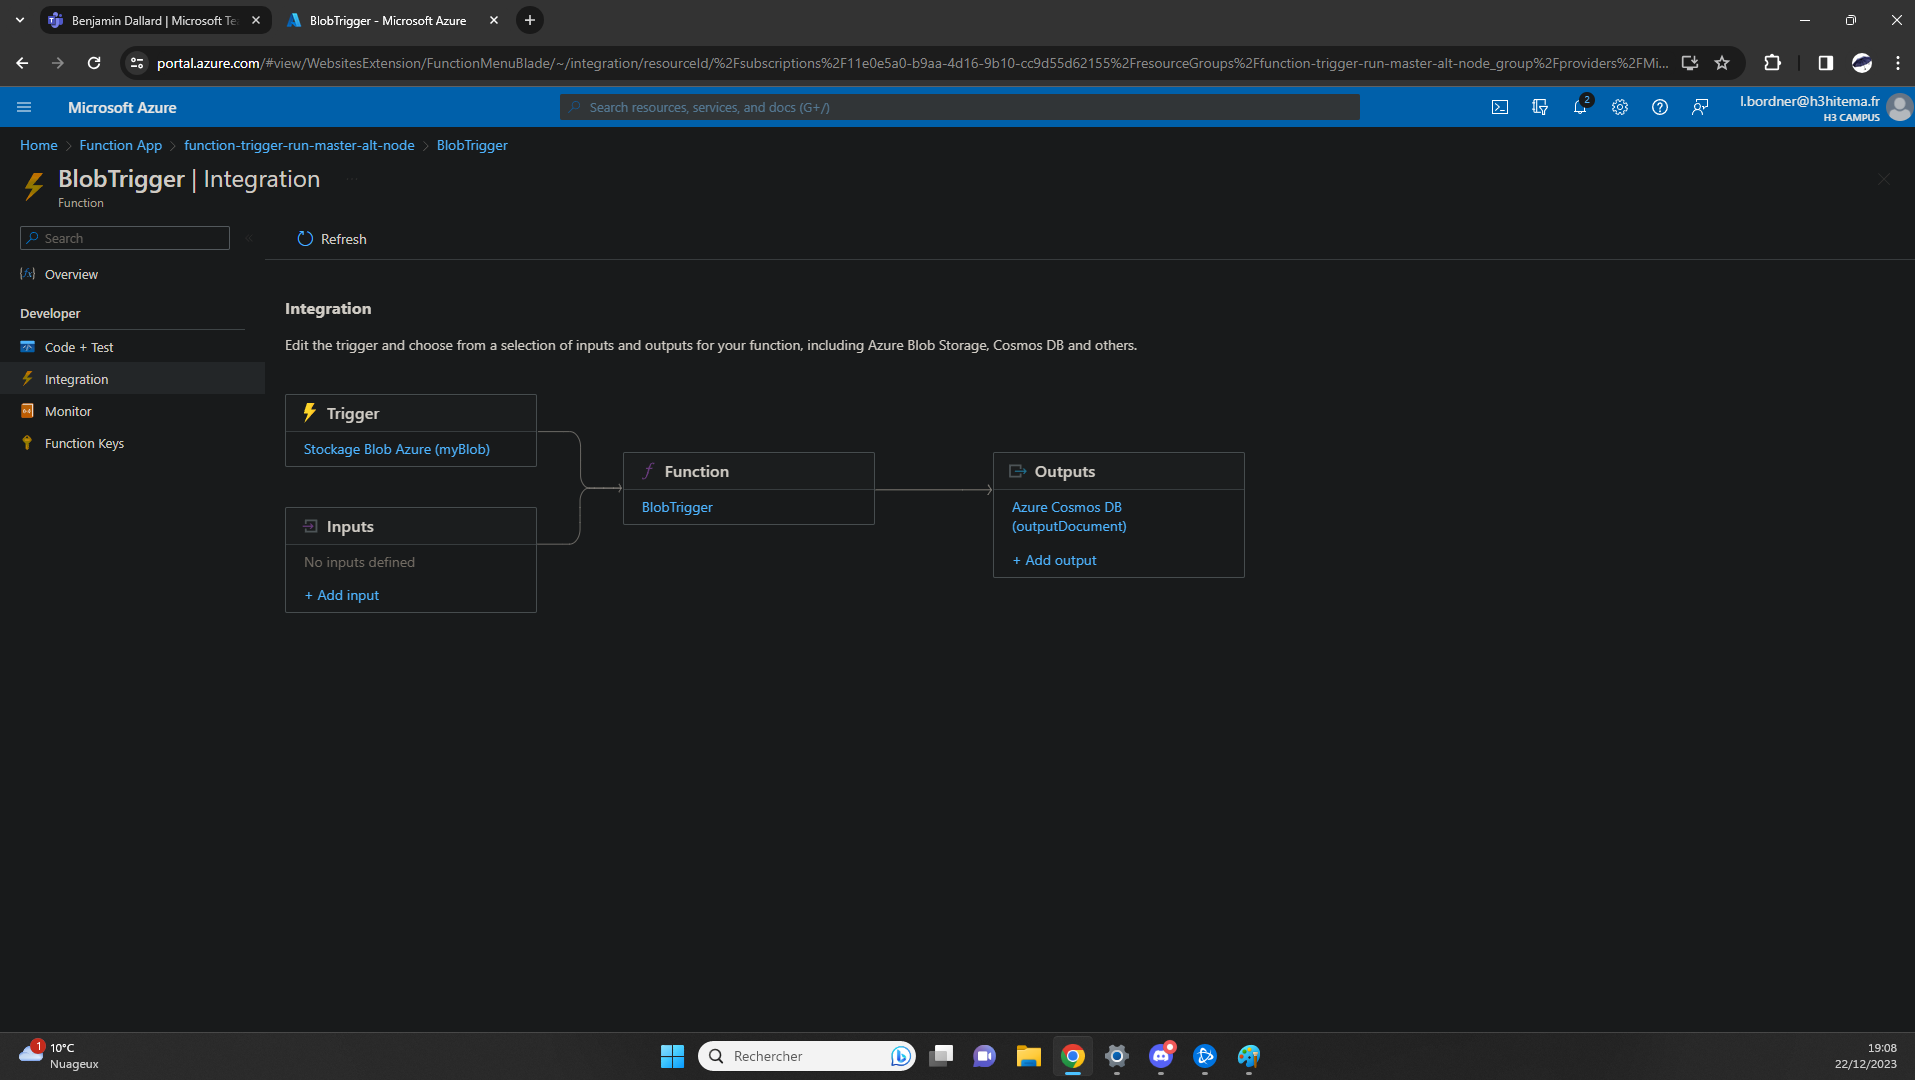 Benjamin Dallard | Microsoft Te
BlobTrigger - Microsoft Azure
portal.azure.com/#view/WebsitesExtension/FunctionMenuBlade/~/integration/resourceId/%2Fsubscriptions%2F11e0e5a0-b9aa-4d16-9b10-cc9d55d62155%2FresourceGroups%2Ffunction-trigger-run-master-alt-node_group%2Fproviders%2FMi...
Microsoft Azure
Search resources, services, and docs (G+/)
2
l.bordner@h3hitema.fr
H3 CAMPUS
Home > Function App > function-trigger-run-master-alt-node > BlobTrigger
BlobTrigger | Integration
Function
Search
Refresh
Overview
Developer
Code + Test
Integration
Monitor
Function Keys
Integration
Edit the trigger and choose from a selection of inputs and outputs for your function, including Azure Blob Storage, Cosmos DB and others.
Trigger
Stockage Blob Azure (myBlob)
Inputs
No inputs defined
+ Add input
Function
BlobTrigger
Outputs
Azure Cosmos DB
(outputDocument)
+ Add output
1
10°C
Nuageux
Rechercher
19:08
22/12/2023